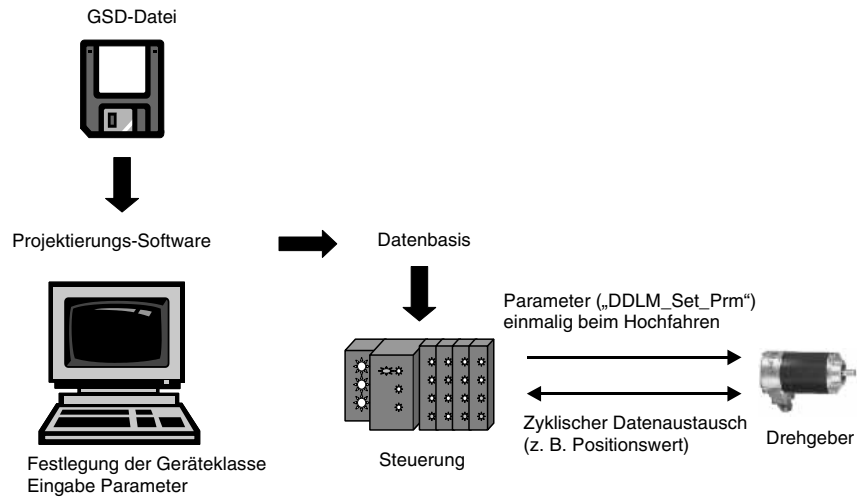 GSD-Datei
Projektierungs-Software
Datenbasis
Parameter („DDLM_Set_Prm“)
einmalig beim Hochfahren
Zyklischer Datenaustausch
(z. B. Positionswert)
Drehgeber
Steuerung
Festlegung der Geräteklasse
Eingabe Parameter